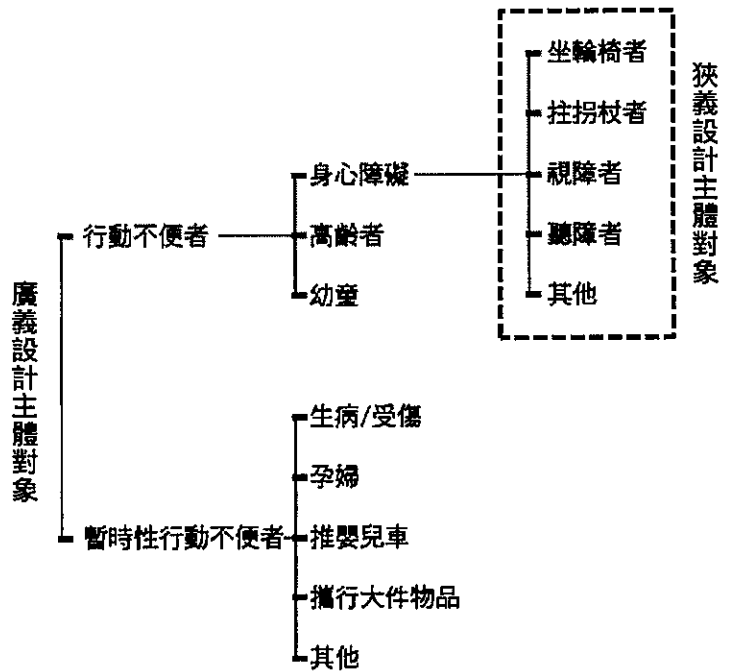 廣義設計主體對象
行動不便者
身心障礙
坐輪椅者
拄拐杖者
視障者
聽障者
其他
狹義設計主體對象
高齡者
幼童
暫時性行動不便者
生病/受傷
孕婦
推嬰兒車
攜行大件物品
其他